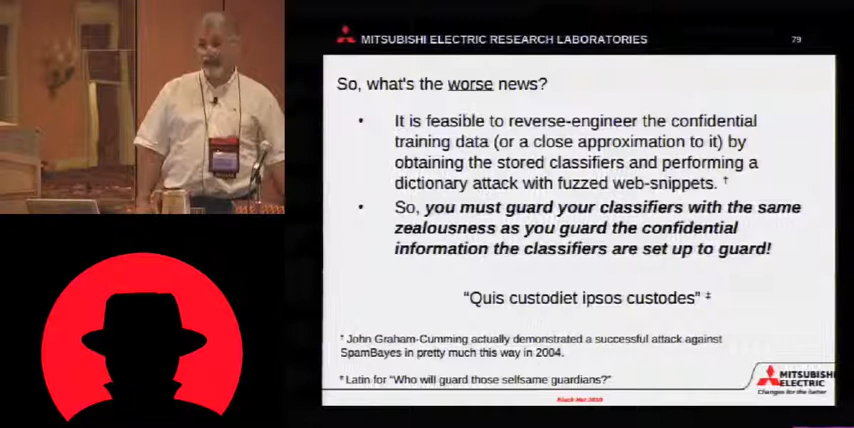 MITSUBISHI ELECTRIC RESEARCH LABORATORIES
79
So, what's the worse news?
• It is feasible to reverse-engineer the confidential
training data (or a close approximation to it) by
obtaining the stored classifiers and performing a
dictionary attack with fuzzed web-snippets. †
• So, you must guard your classifiers with the same
zealousness as you guard the confidential
information the classifiers are set up to guard!
“Quis custodiet ipsos custodes” ‡
† John Graham-Cumming actually demonstrated a successful attack against
SpamBayes in pretty much this way in 2004.
‡ Latin for "Who will guard those selfsame guardians?"
MITSUBISHI
ELECTRIC
Changes for the better
Black Hat 2010